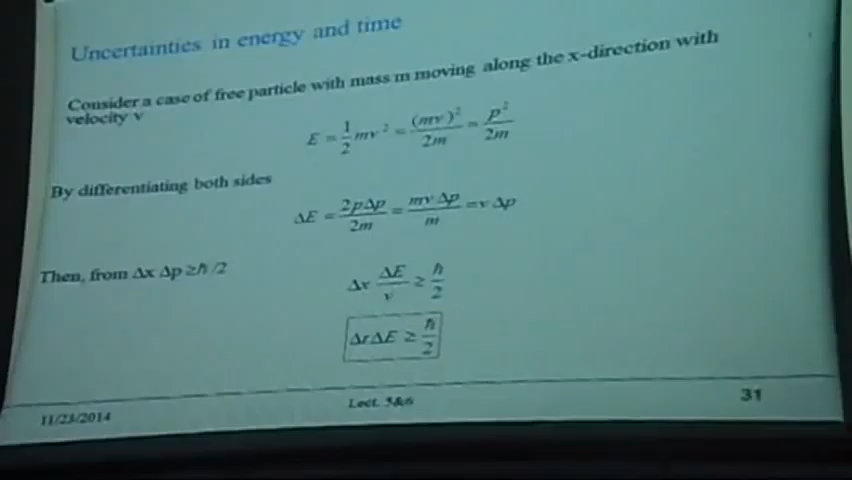 Uncertainties in energy and time
Consider a case of free particle with mass m moving along the x-direction with
velocity v
E = 1/2 mv² = (mv)²/2m = p²/2m
By differentiating both sides
ΔE = 2pΔp/2m = mvΔp/m = vΔp
Then, from Δx Δp ≥ ħ/2
Δx ΔE/v ≥ ħ/2
ΔtΔE ≥ ħ/2
11/23/2014
Lect. 5&6
31